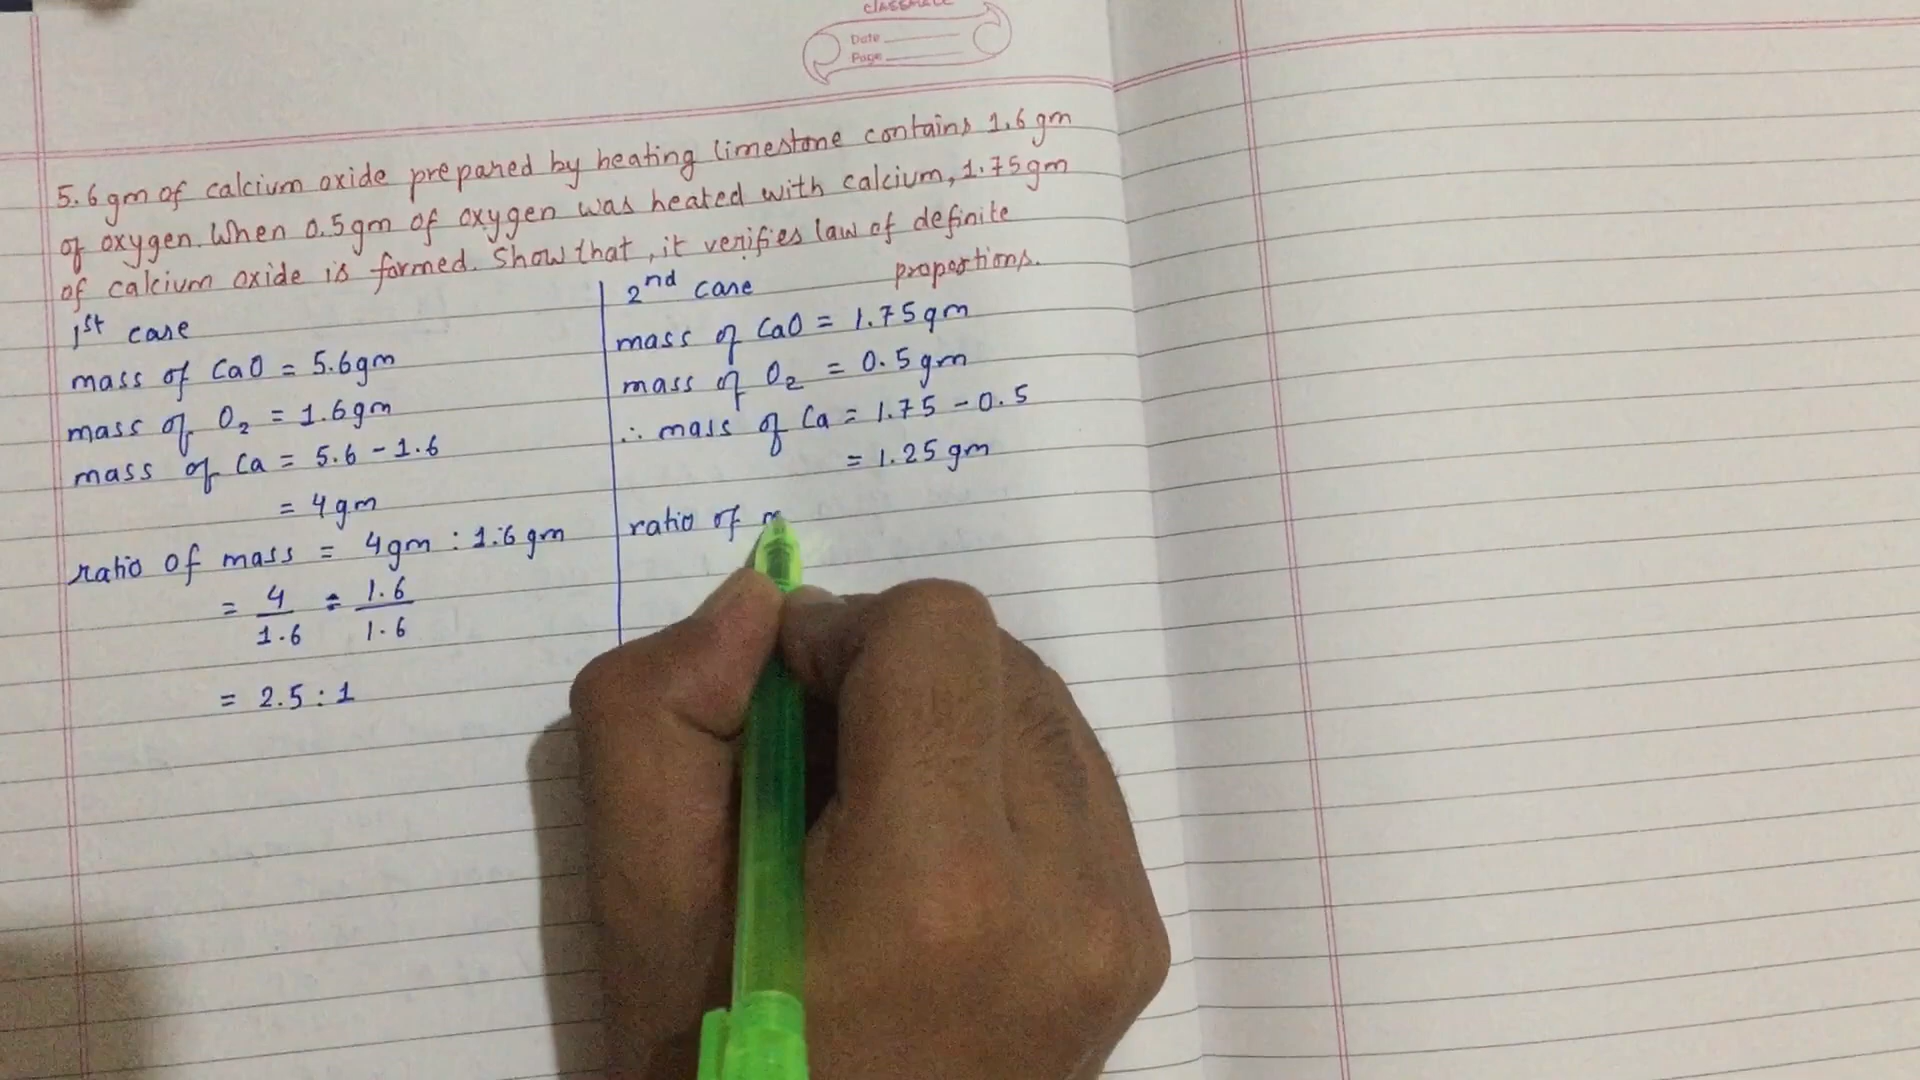 classmate
Date
Page
5.6 gm of calcium oxide prepared by heating limestone contains 1.6 gm
of oxygen. When 0.5 gm of oxygen was heated with calcium, 1.75 gm
of calcium oxide is formed. Show that, it verifies law of definite
proportions.
1st case
mass of CaO = 5.6 gm
mass of O2 = 1.6 gm
mass of Ca = 5.6 - 1.6
= 4 gm
ratio of mass = 4 gm : 1.6 gm
= 4/1.6 : 1.6/1.6
= 2.5 : 1
2nd case
mass of CaO = 1.75 gm
mass of O2 = 0.5 gm
∴ mass of Ca = 1.75 - 0.5
= 1.25 gm
ratio of